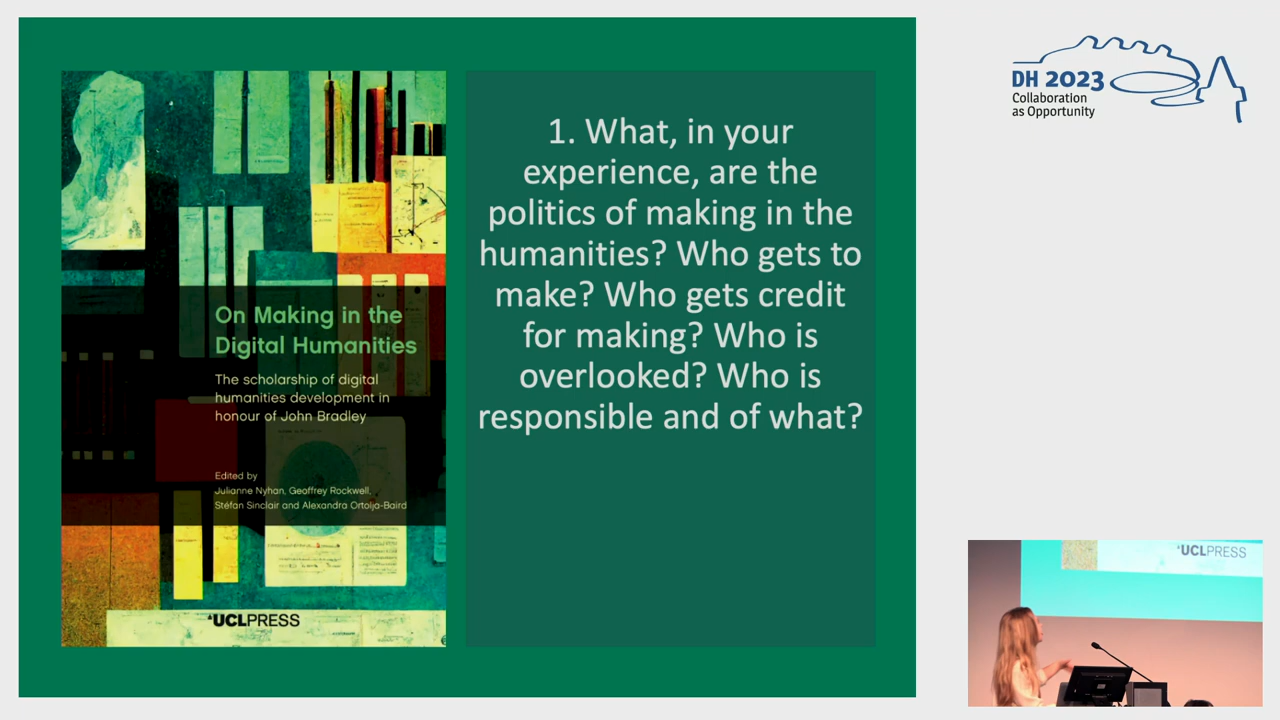 On Making in the
Digital Humanities
The scholarship of digital
humanities development in
honour of John Bradley
Edited by
Julianne Nyhan, Geoffrey Rockwell,
Stéfan Sinclair and Alexandra Ortolja-Baird
UCLPRESS
1. What, in your
experience, are the
politics of making in the
humanities? Who gets to
make? Who gets credit
for making? Who is
overlooked? Who is
responsible and of what?
DH 2023
Collaboration
as Opportunity
UCLPRESS